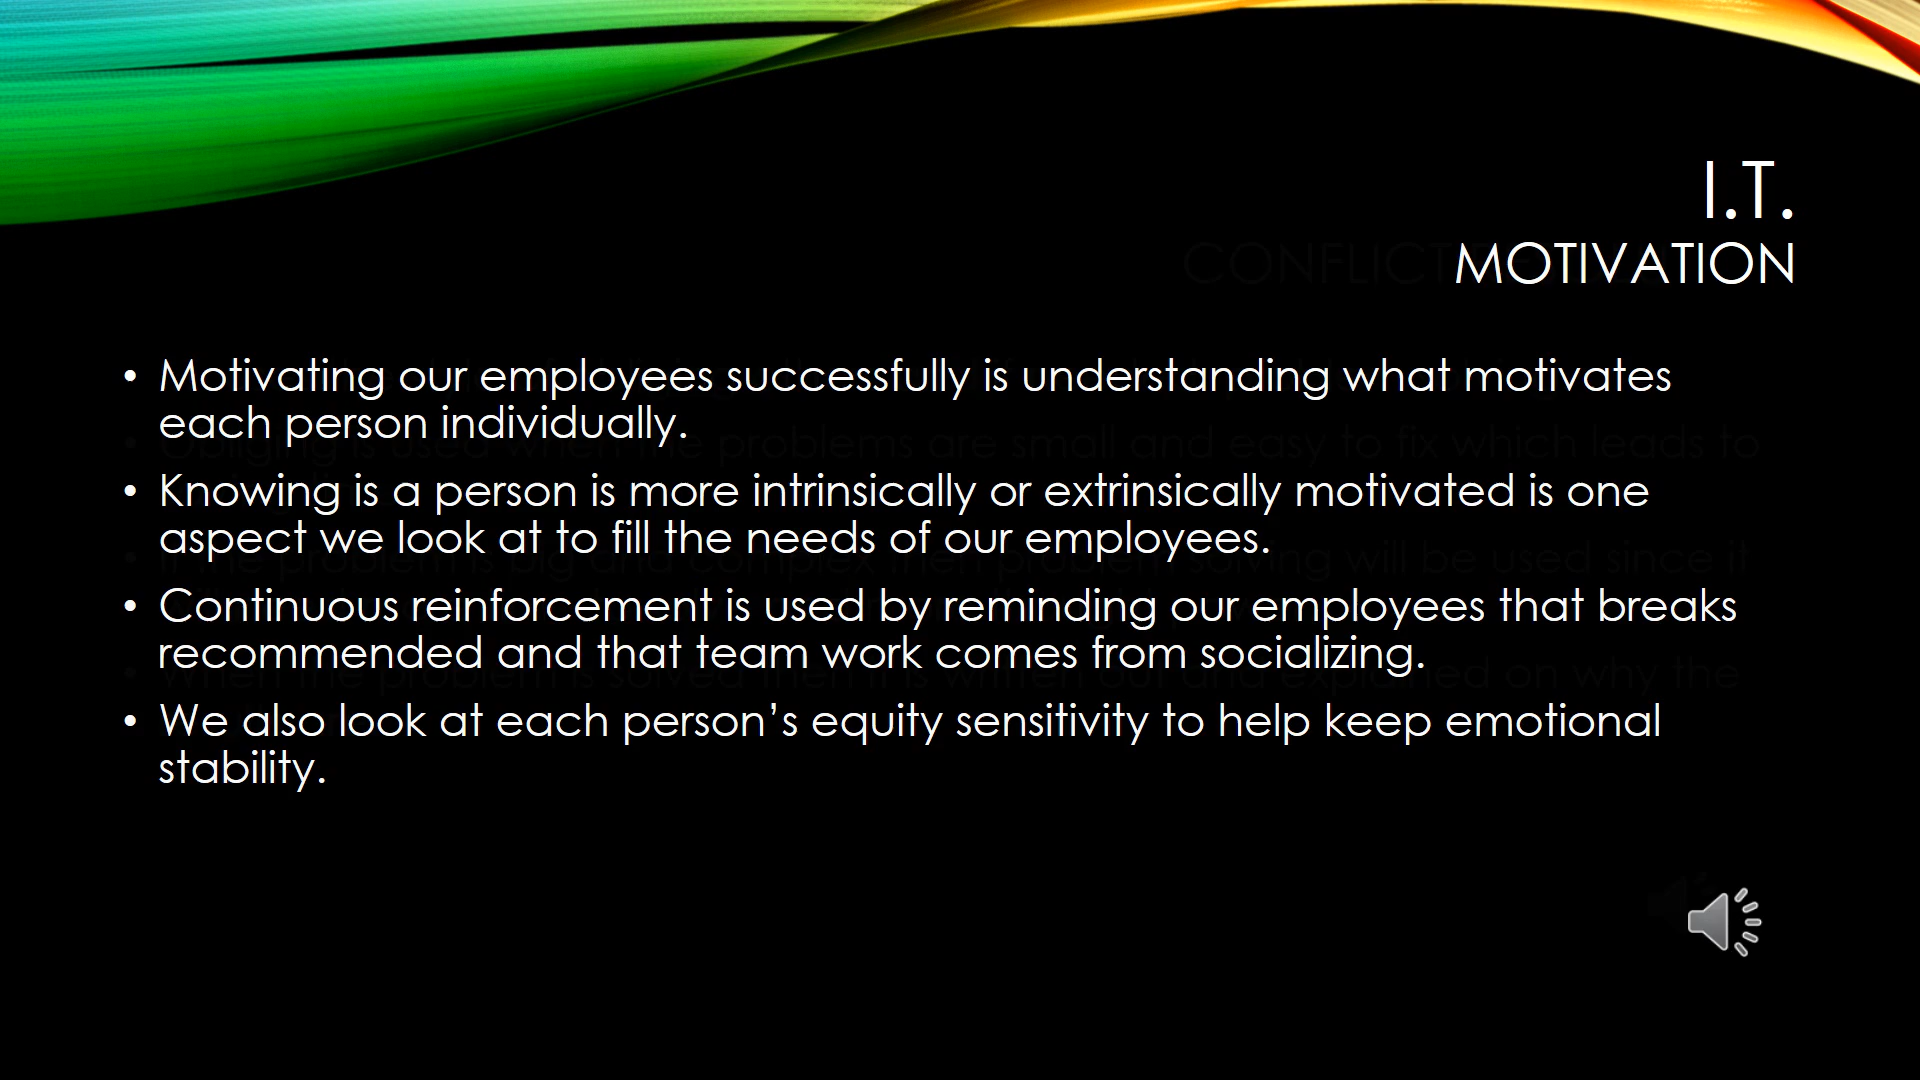 I.T.
MOTIVATION
CONFLICT
• Motivating our employees successfully is understanding what motivates
each person individually.
• Knowing is a person is more intrinsically or extrinsically motivated is one
aspect we look at to fill the needs of our employees.
• Continuous reinforcement is used by reminding our employees that breaks
recommended and that team work comes from socializing.
• We also look at each person’s equity sensitivity to help keep emotional
stability.